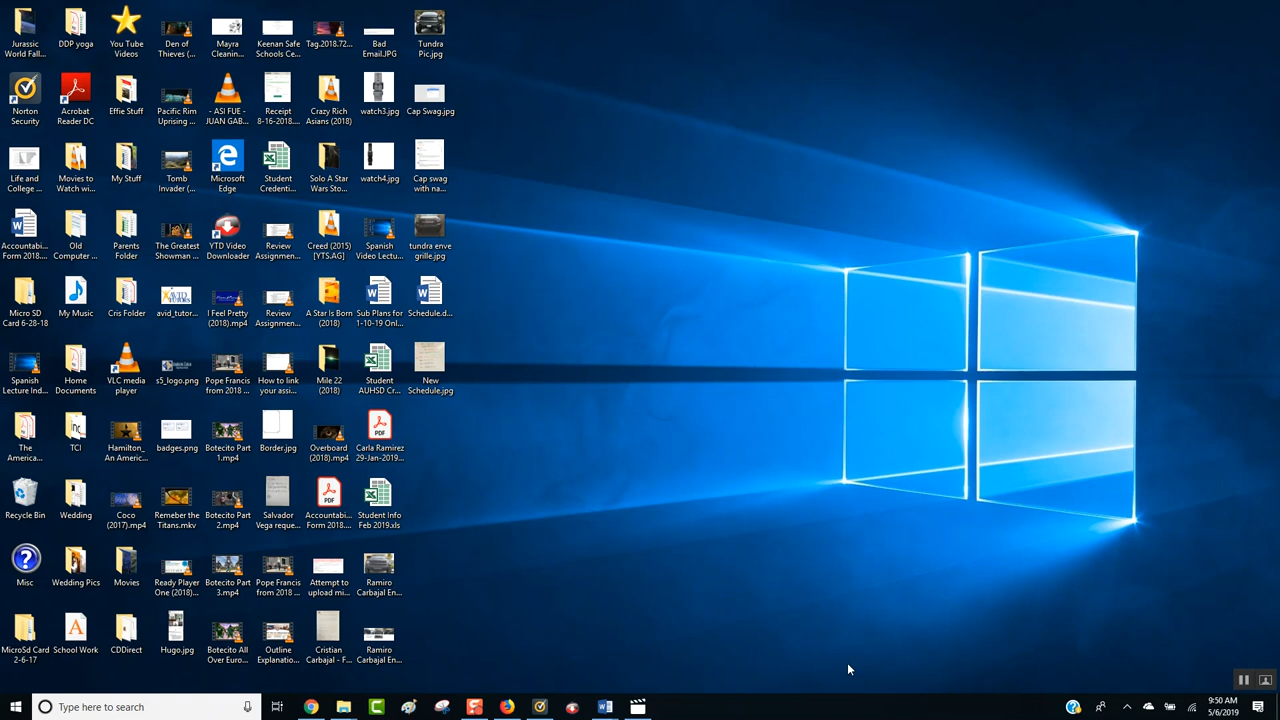 Jurassic
World Fall...
DDP yoga
You Tube
Videos
Den of
Thieves (...
Mayra
Cleanin...
Keenan Safe
Schools Ce...
Tag.2018.72...
Bad
Email.JPG
Tundra
Pic.jpg
Norton
Security
Acrobat
Reader DC
Effie Stuff
Pacific Rim
Uprising ...
- ASI FUE -
JUAN GAB...
Receipt
8-16-2018....
Crazy Rich
Asians (2018)
watch3.jpg
Cap Swag.jpg
Life and
College ...
Movies to
Watch wi...
My Stuff
Tomb
Invader (...
Microsoft
Edge
Student
Credenti...
Solo A Star
Wars Sto...
watch4.jpg
Cap swag
with na...
Accountabi...
Form 2018...
Old
Computer ...
Parents
Folder
The Greatest
Showman ...
YTD Video
Downloader
Review
Assignmen...
Creed (2015)
[YTS.AG]
Spanish
Video Lectu...
tundra enve
grille.jpg
Micro SD
Card 6-28-18
My Music
Cris Folder
avid_tutor...
I Feel Pretty
(2018).mp4
Review
Assignmen...
A Star Is Born
(2018)
Sub Plans for
1-10-19 Onl...
Schedule.d...
Spanish
Lecture Ind...
Home
Documents
VLC media
player
s5_logo.png
Pope Francis
from 2018 ...
How to link
your assi...
Mile 22
(2018)
Student
AUHSD Cr...
New
Schedule.jpg
The
America...
TCI
Hamilton_
An Americ...
badges.png
Botecito Part
1.mp4
Border.jpg
Overboard
(2018).mp4
Carla Ramirez
29-Jan-2019...
Recycle Bin
Wedding
Coco
(2017).mp4
Remeber the
Titans.mkv
Botecito Part
2.mp4
Salvador
Vega reque...
Accountabi...
Form 2018....
Student Info
Feb 2019.xls
Misc
Wedding Pics
Movies
Ready Player
One (2018)...
Botecito Part
3.mp4
Pope Francis
from 2018 ...
Attempt to
upload mi...
Ramiro
Carbajal En...
MicroSd Card
2-6-17
School Work
CDDirect
Hugo.jpg
Botecito All
Over Euro...
Outline
Explanatio...
Cristian
Carbajal - F...
Ramiro
Carbajal En...
Type here to search
9:50 AM
5/6/2019